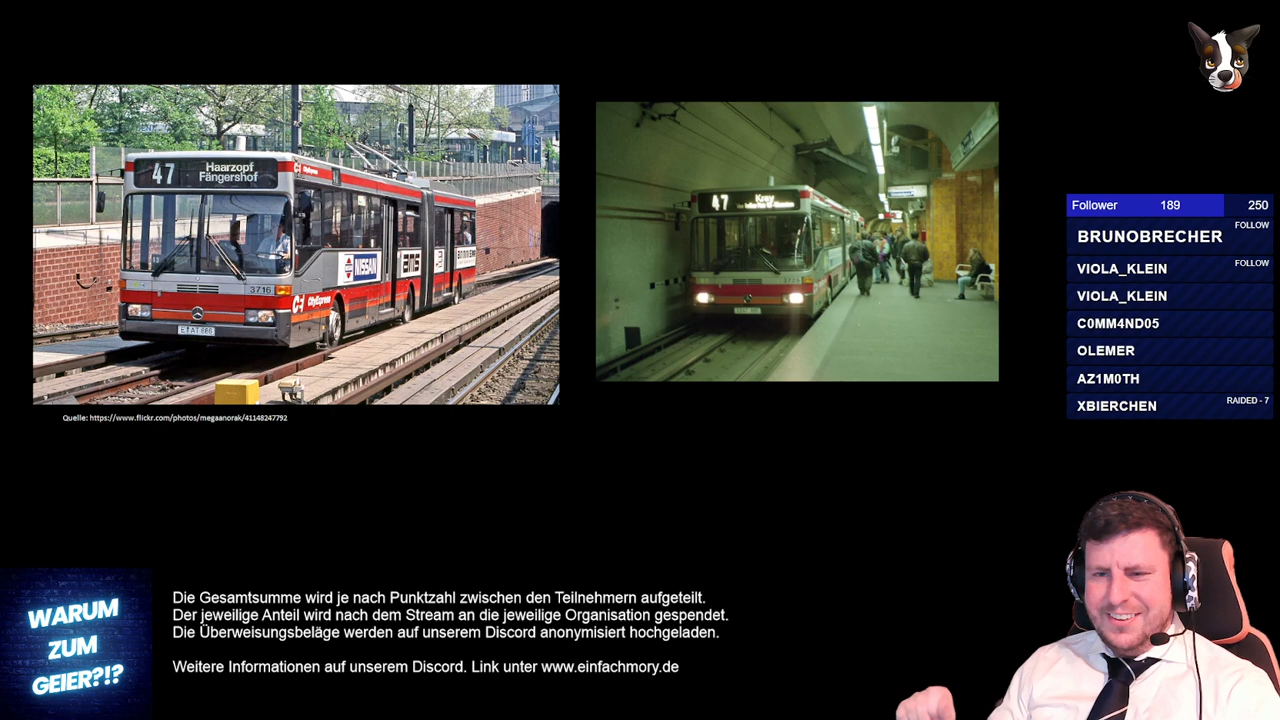 47 Haarzopf
Fängershof
CityExpress
NISSAN
3716
CityExpress
E AT 886
Quelle: https://www.flickr.com/photos/megaanorak/41148247792
47 Kray
Follower 189 250
FOLLOW
BRUNOBRECHER
FOLLOW
VIOLA_KLEIN
VIOLA_KLEIN
C0MM4ND05
OLEMER
AZ1M0TH
RAIDED - 7
XBIERCHEN
WARUM
ZUM
GEIER?!?
Die Gesamtsumme wird je nach Punktzahl zwischen den Teilnehmern aufgeteilt.
Der jeweilige Anteil wird nach dem Stream an die jeweilige Organisation gespendet.
Die Überweisungsbeläge werden auf unserem Discord anonymisiert hochgeladen.
Weitere Informationen auf unserem Discord. Link unter www.einfachmory.de